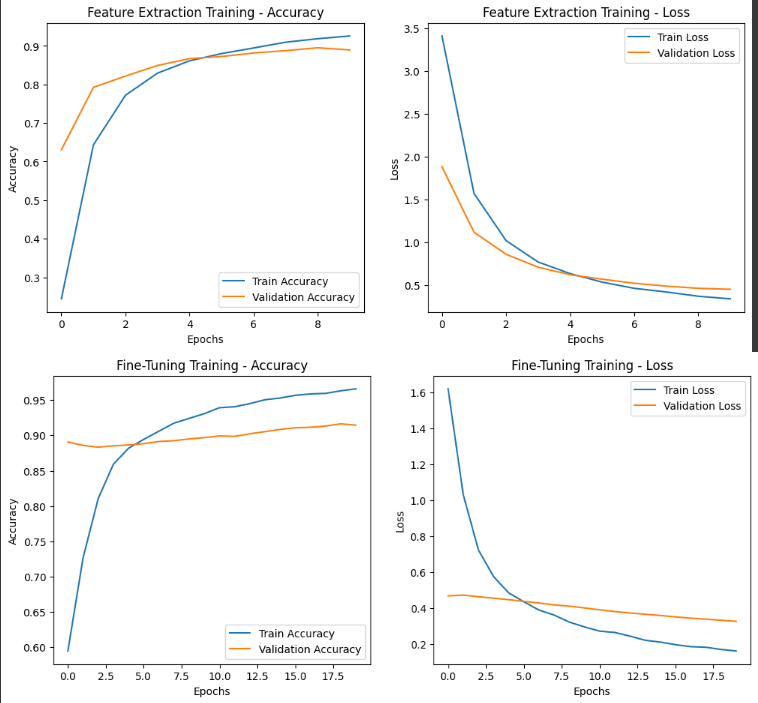 Feature Extraction Training - Accuracy
0.9
0.8
0.7
0.6
0.5
0.4
0.3
Accuracy
Train Accuracy
Validation Accuracy
0 2 4 6 8
Epochs
Feature Extraction Training - Loss
3.5
3.0
2.5
2.0
1.5
1.0
0.5
Loss
Train Loss
Validation Loss
0 2 4 6 8
Epochs
Fine-Tuning Training - Accuracy
0.95
0.90
0.85
0.80
0.75
0.70
0.65
0.60
Accuracy
Train Accuracy
Validation Accuracy
0.0 2.5 5.0 7.5 10.0 12.5 15.0 17.5
Epochs
Fine-Tuning Training - Loss
1.6
1.4
1.2
1.0
0.8
0.6
0.4
0.2
Loss
Train Loss
Validation Loss
0.0 2.5 5.0 7.5 10.0 12.5 15.0 17.5
Epochs